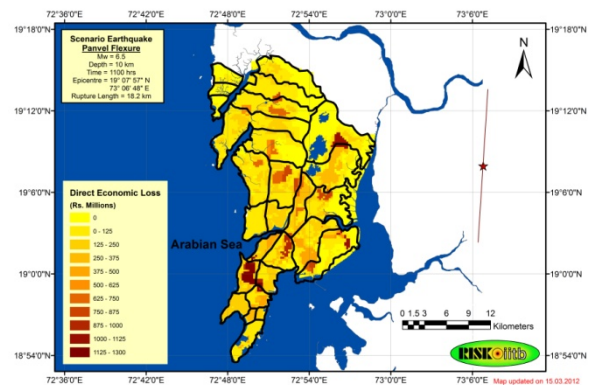 72°36'0"E 72°42'0"E 72°48'0"E 72°54'0"E 73°0'0"E 73°6'0"E
19°18'0"N 19°18'0"N
Scenario Earthquake
Panvel Flexure
Mw = 6.5
Depth = 10 km
Time = 1100 hrs
Epicentre = 19° 07' 57" N
73° 06' 48" E
Rupture Length = 18.2 km
N
19°12'0"N 19°12'0"N
19°6'0"N 19°6'0"N
Direct Economic Loss
(Rs. Millions)
0
0 - 125
125 - 250
250 - 375
375 - 500
500 - 625
625 - 750
750 - 875
875 - 1000
1000 - 1125
1125 - 1300
Arabian Sea
19°0'0"N 19°0'0"N
0 1.5 3 6 9 12
Kilometers
RISKiitb
18°54'0"N 18°54'0"N
72°36'0"E 72°42'0"E 72°48'0"E 72°54'0"E 73°0'0"E 73°6'0"E
Map updated on 15.03.2012